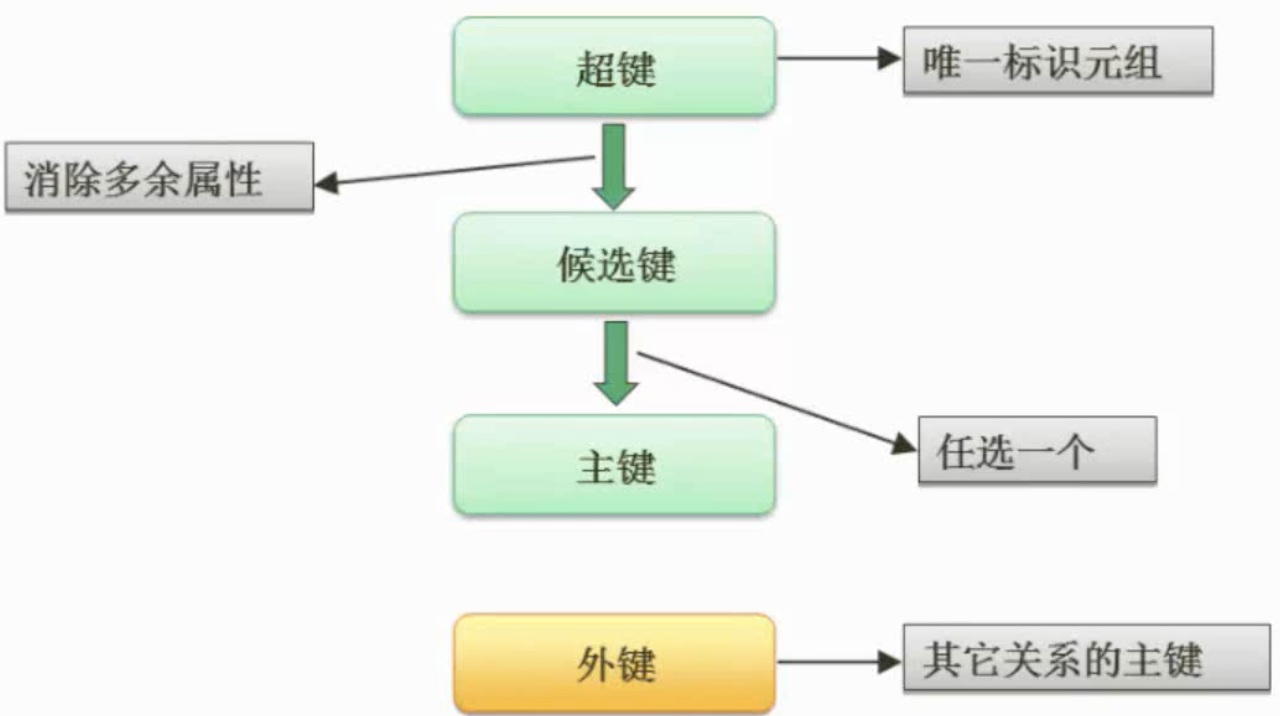 超键
唯一标识元组
消除多余属性
候选键
主键
任选一个
外键
其它关系的主键